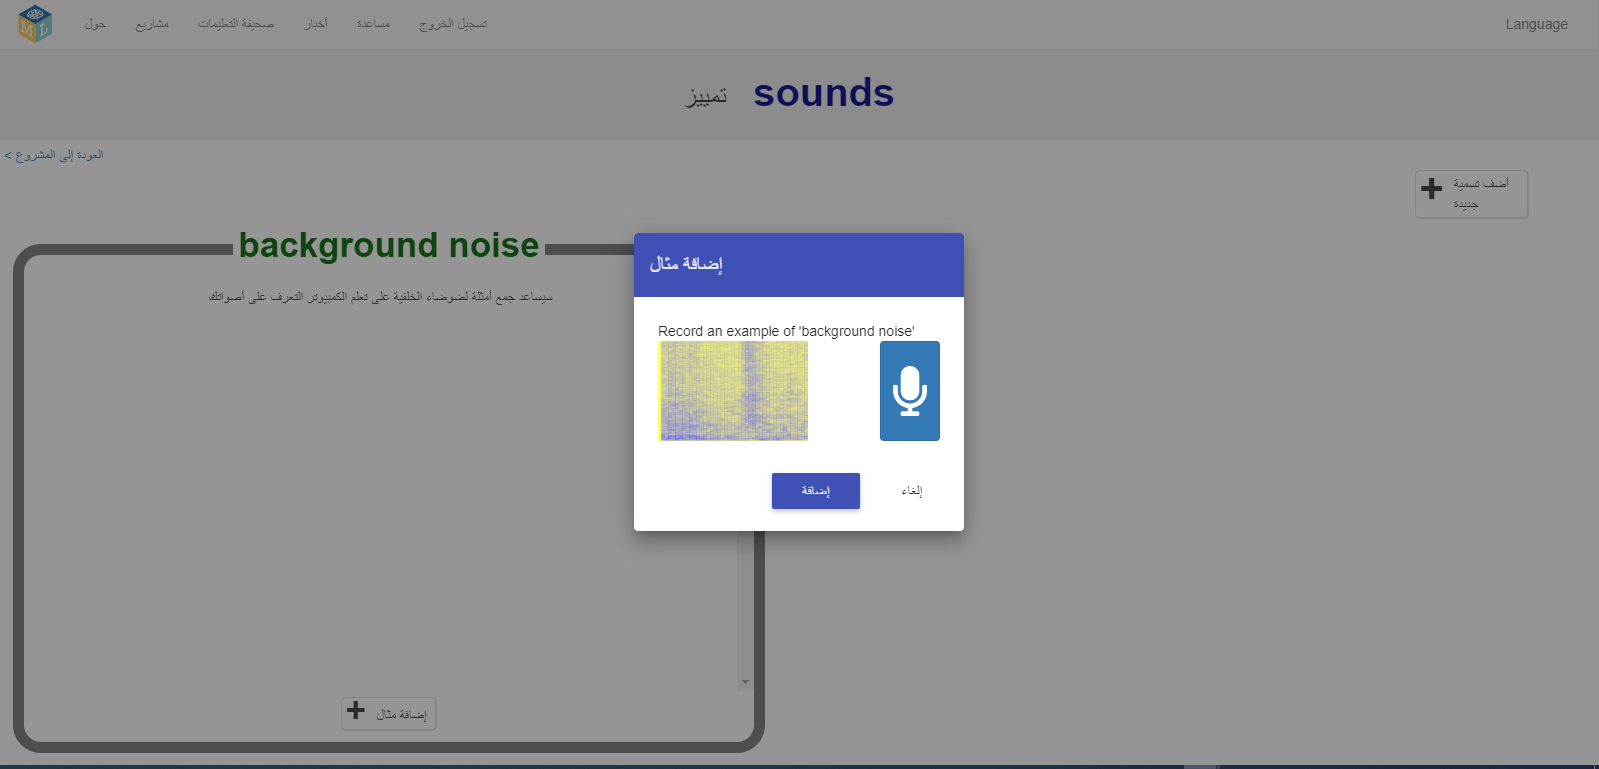 حول
مشاريع
صحيفة التعليمات
أخبار
مساعدة
تسجيل الخروج
Language
تمييز sounds
< العودة إلى المشروع
أضف تسمية
جديدة
background noise
سيساعد جمع أمثلة لضوضاء الخلفية على تعلم الكمبيوتر التعرف على أصواتك
إضافة مثال
Record an example of 'background noise'
إضافة
إلغاء
إضافة مثال